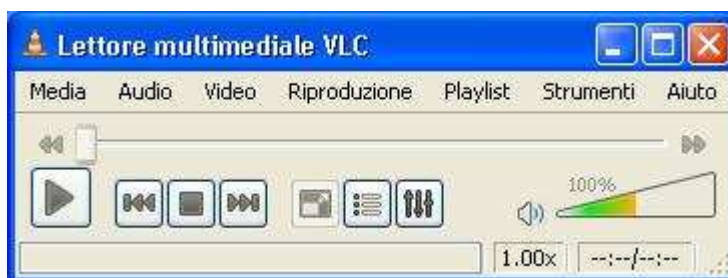 Lettore multimediale VLC
Media Audio Video Riproduzione Playlist Strumenti Aiuto
100%
1.00x --:--/--:--